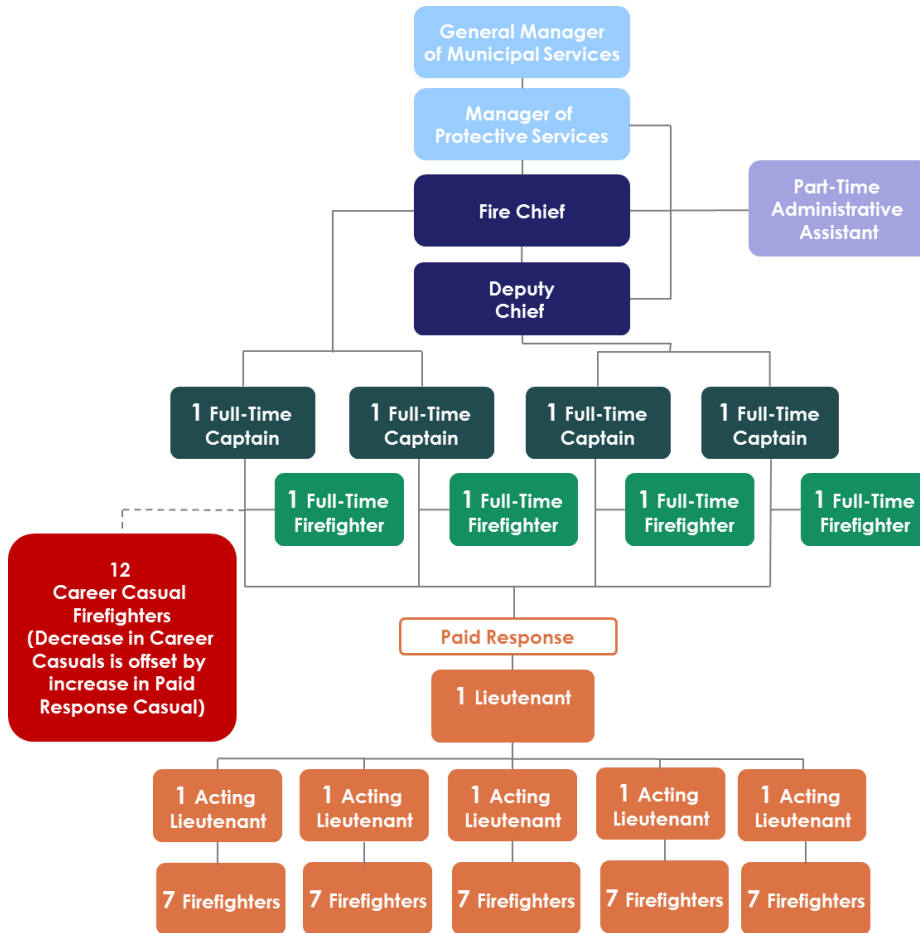 General Manager
of Municipal Services
Manager of
Protective Services
Fire Chief
Part-Time
Administrative
Assistant
Deputy
Chief
1 Full-Time
Captain
1 Full-Time
Captain
1 Full-Time
Captain
1 Full-Time
Captain
1 Full-Time
Firefighter
1 Full-Time
Firefighter
1 Full-Time
Firefighter
1 Full-Time
Firefighter
12
Career Casual
Firefighters
(Decrease in Career
Casuals is offset by
increase in Paid
Response Casual)
Paid Response
1 Lieutenant
1 Acting
Lieutenant
1 Acting
Lieutenant
1 Acting
Lieutenant
1 Acting
Lieutenant
1 Acting
Lieutenant
7 Firefighters
7 Firefighters
7 Firefighters
7 Firefighters
7 Firefighters